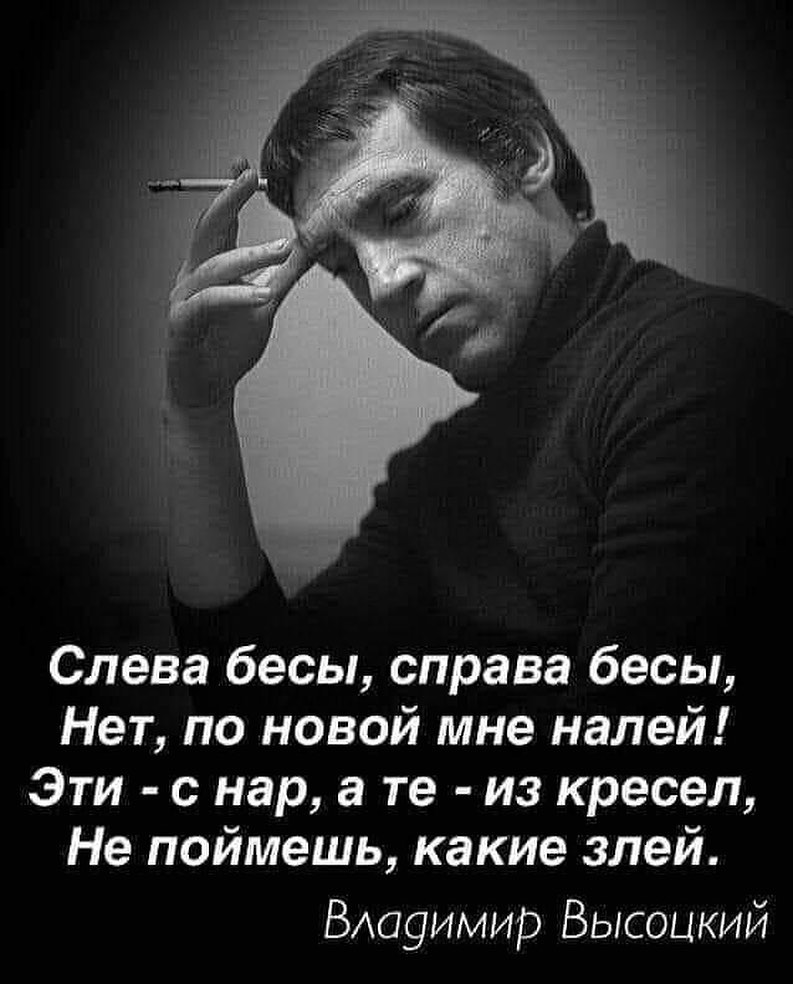 Слева бесы, справа бесы,
Нет, по новой мне налей!
Эти - с нар, а те - из кресел,
Не поймешь, какие злей.
Владимир Высоцкий